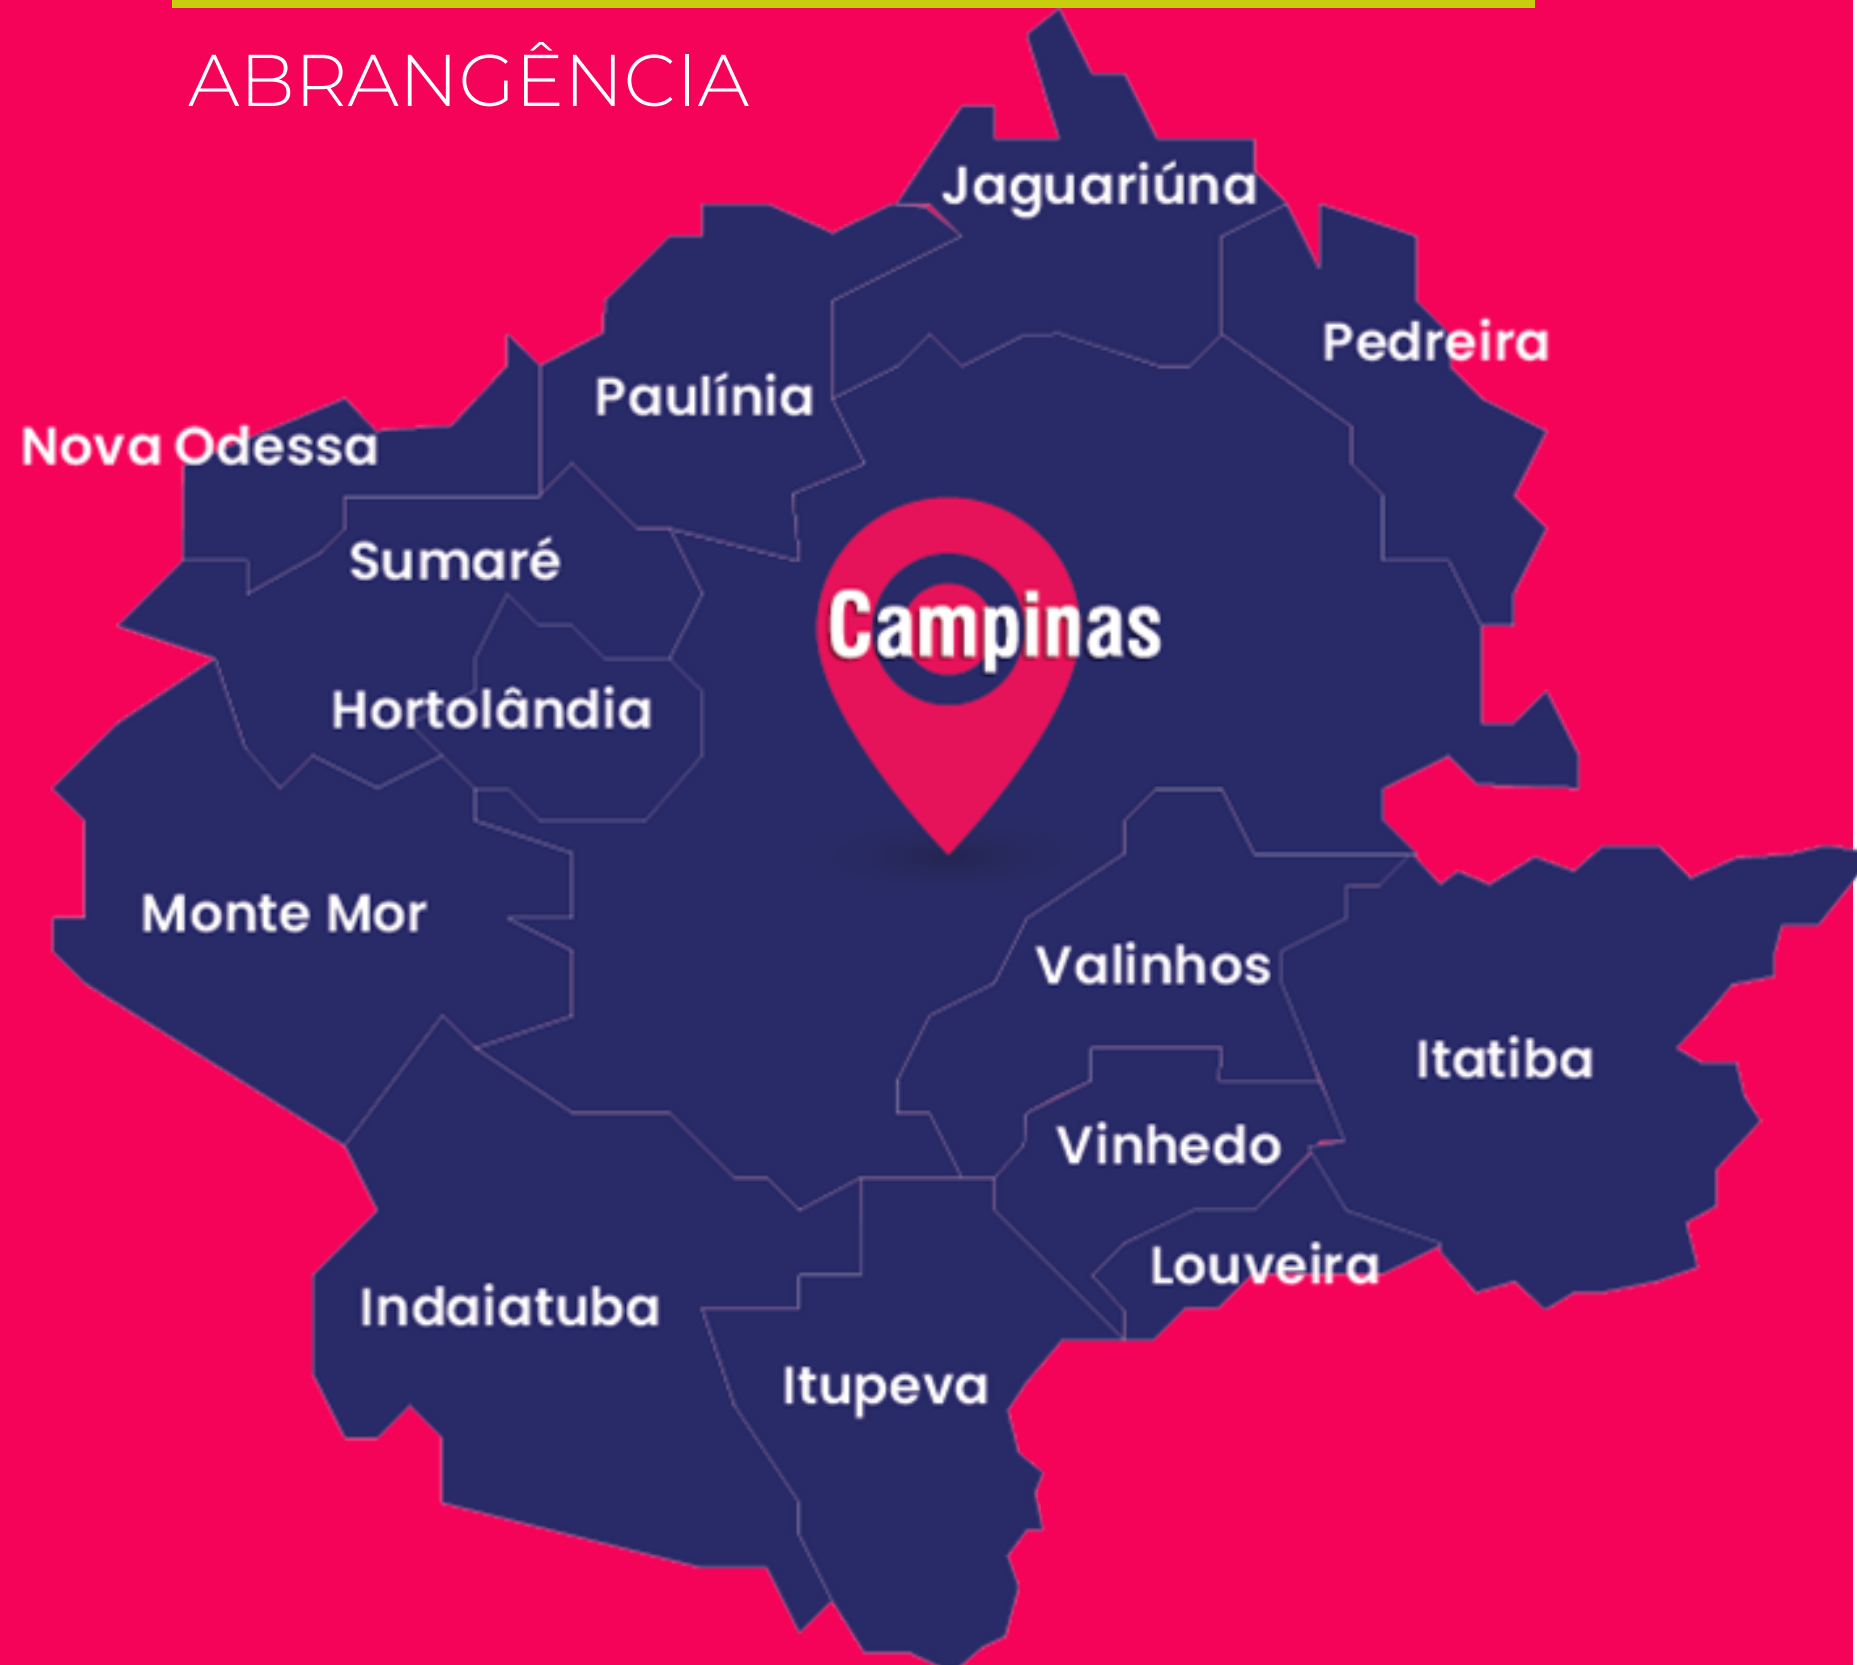 ABRANGÊNCIA
Jaguariúna
Pedreira
Paulínia
Nova Odessa
Sumaré
Campinas
Hortolândia
Monte Mor
Valinhos
Itatiba
Vinhedo
Louveira
Indaiatuba
Itupeva